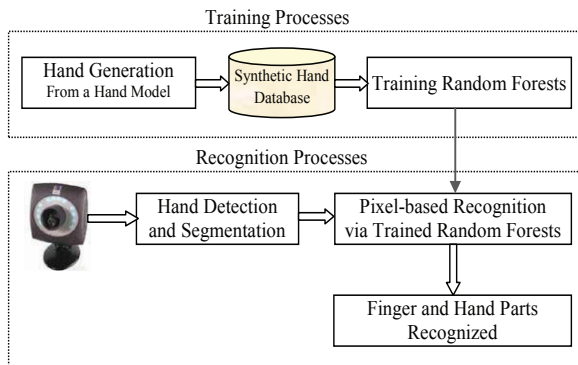 Training Processes
Hand Generation
From a Hand Model
Synthetic Hand
Database
Training Random Forests
Recognition Processes
Hand Detection
and Segmentation
Pixel-based Recognition
via Trained Random Forests
Finger and Hand Parts
Recognized